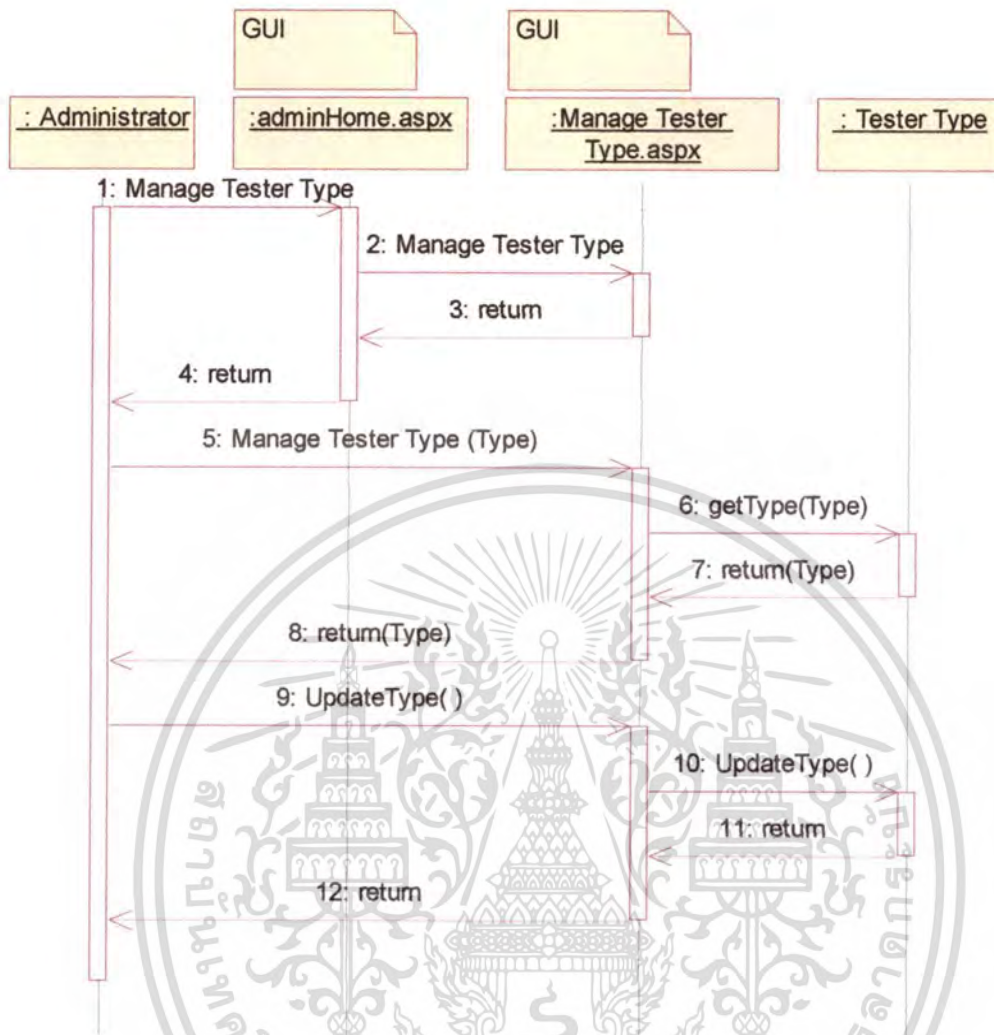 GUI
GUI
: Administrator
:adminHome.aspx
:Manage Tester
Type.aspx
: Tester Type
1: Manage Tester Type
2: Manage Tester Type
3: return
4: return
5: Manage Tester Type (Type)
6: getType(Type)
7: return(Type)
8: return(Type)
9: UpdateType( )
10: UpdateType( )
11: return
12: return